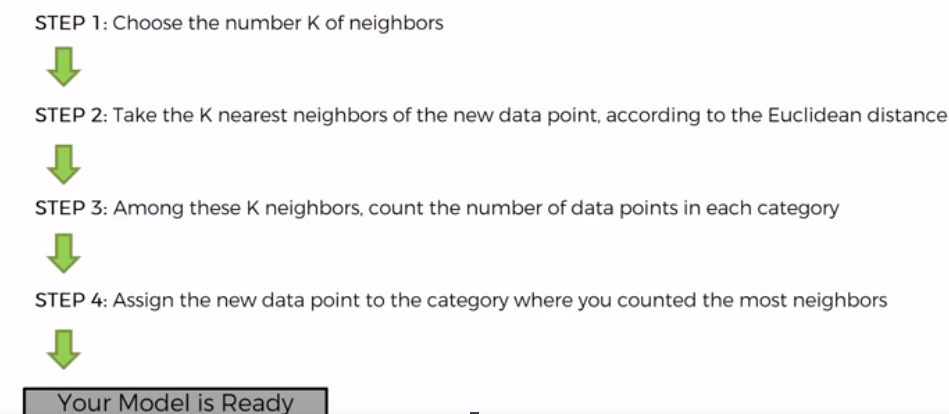 STEP 1: Choose the number K of neighbors
STEP 2: Take the K nearest neighbors of the new data point, according to the Euclidean distance
STEP 3: Among these K neighbors, count the number of data points in each category
STEP 4: Assign the new data point to the category where you counted the most neighbors
Your Model is Ready